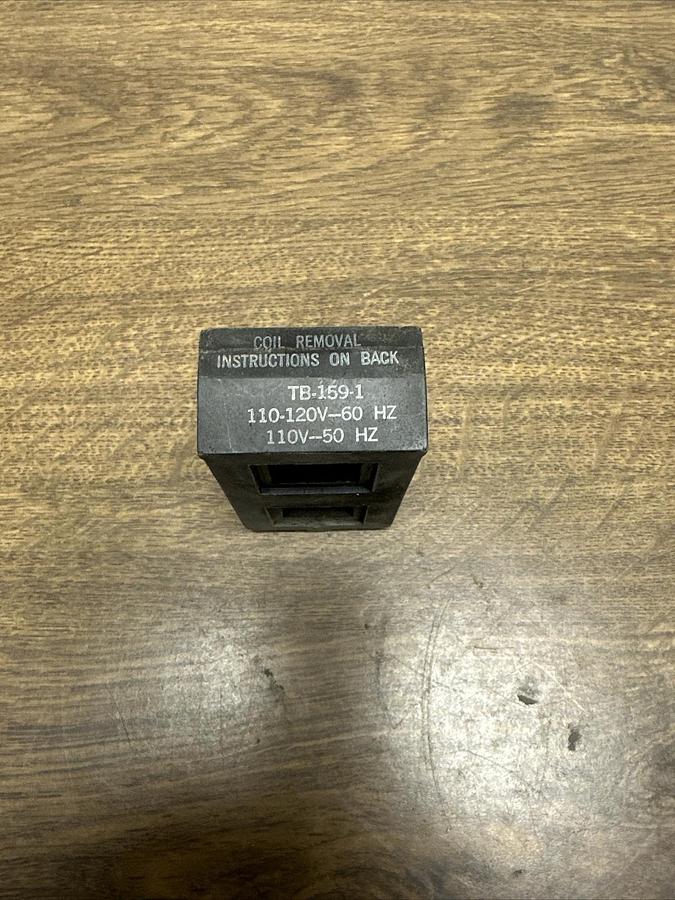 COIL REMOVAL
INSTRUCTIONS ON BACK
TB-159-1
110-120V—60 HZ
110V—50 HZ